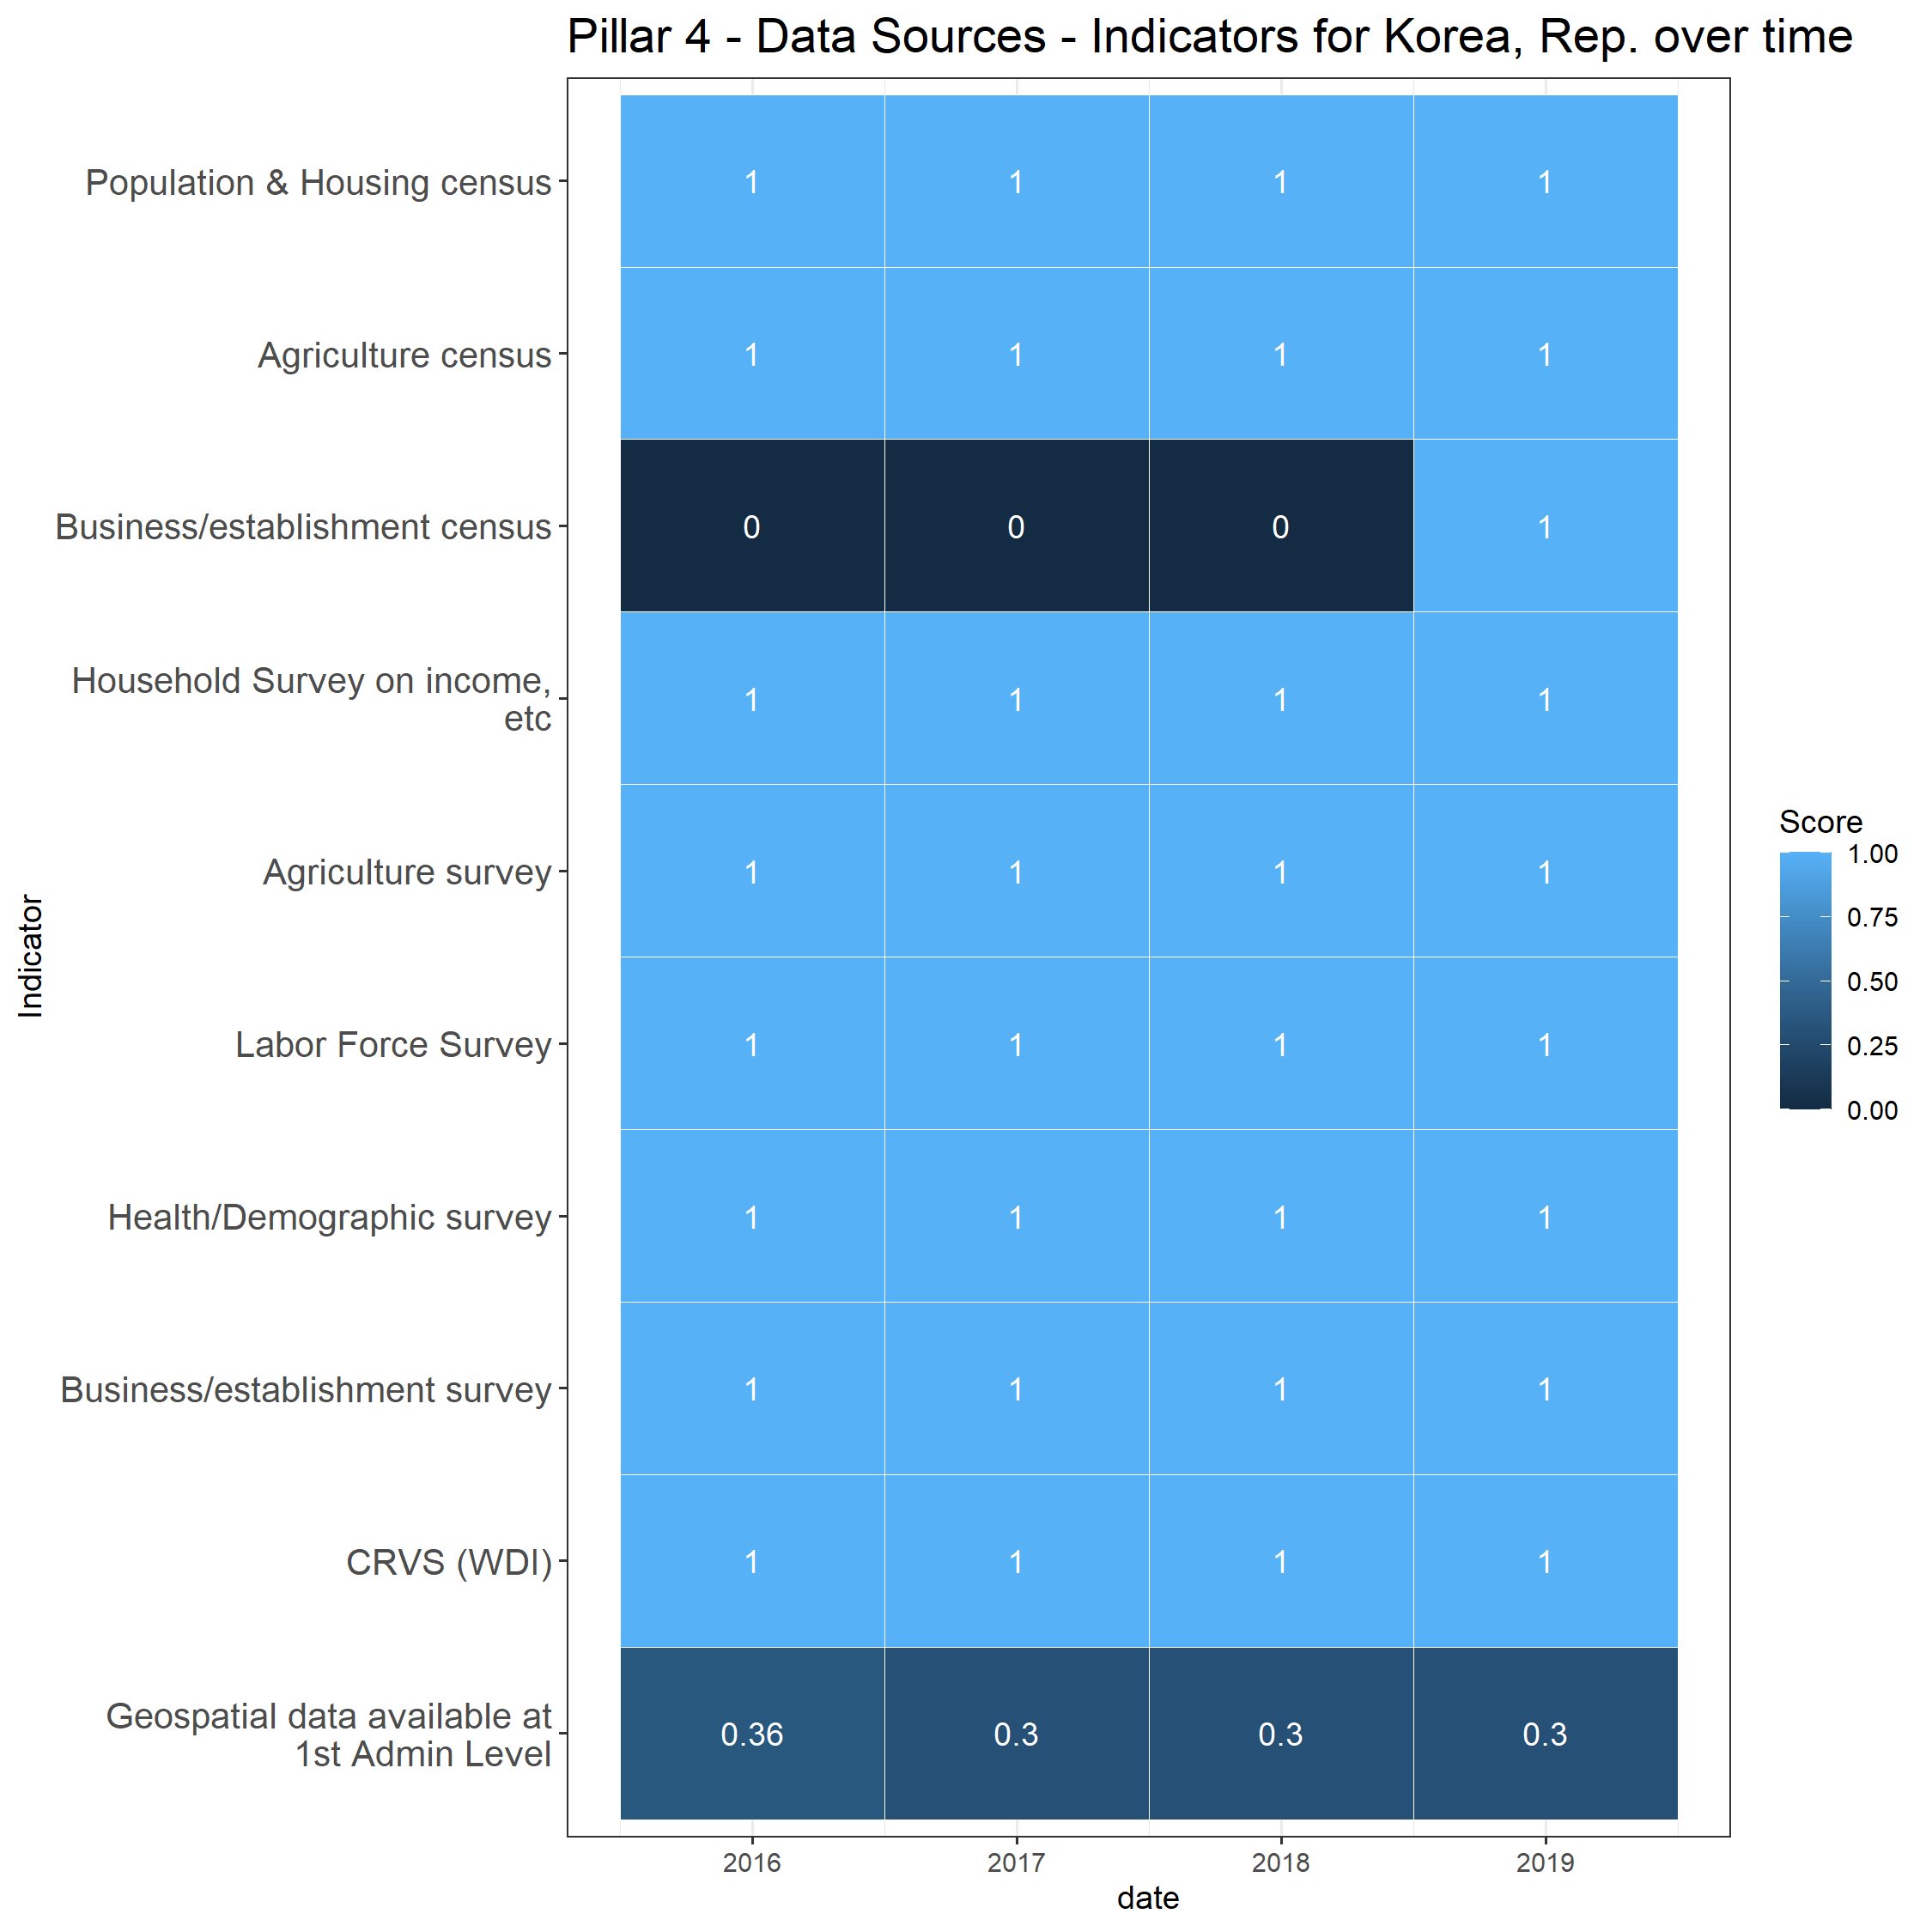 Pillar 4 - Data Sources - Indicators for Korea, Rep. over time
Indicator
Population & Housing census
1 1 1 1
Agriculture census
1 1 1 1
Business/establishment census
0 0 0 1
Household Survey on income,
etc
1 1 1 1
Agriculture survey
1 1 1 1
Labor Force Survey
1 1 1 1
Health/Demographic survey
1 1 1 1
Business/establishment survey
1 1 1 1
CRVS (WDI)
1 1 1 1
Geospatial data available at
1st Admin Level
0.36 0.3 0.3 0.3
2016 2017 2018 2019
date
Score
1.00
0.75
0.50
0.25
0.00